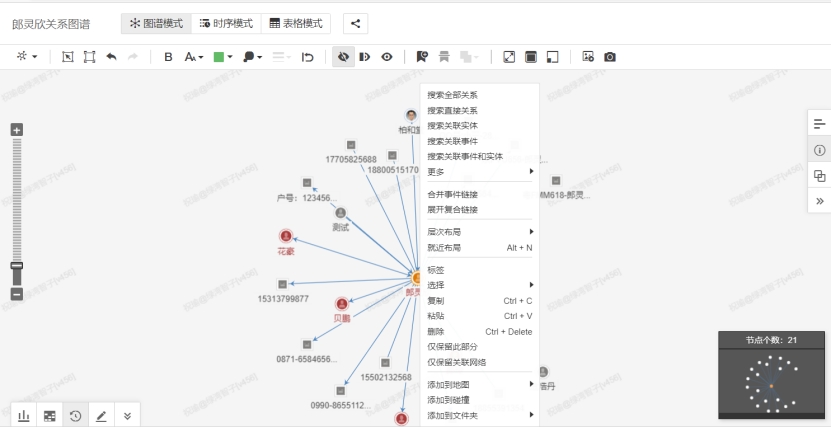 郎灵欣关系图谱
图谱模式
时序模式
表格模式
B
搜索全部关系
搜索直接关系
搜索关联实体
搜索关联事件
搜索关联事件和实体
更多
合并事件链接
展开复合链接
层次布局
就近布局 Alt + N
标签
选择
复制 Ctrl + C
粘贴 Ctrl + V
删除 Ctrl + Delete
仅保留此部分
仅保留关联网络
添加到地图
添加到碰撞
添加到文件夹
柏和
17705825688
18800515170
户号：123456...
测试
花豪
15313799877
郎灵
贝鹏
0871-6584656...
15502132568
0990-8655112...
MM618-郎灵...
浩丹
节点个数：21